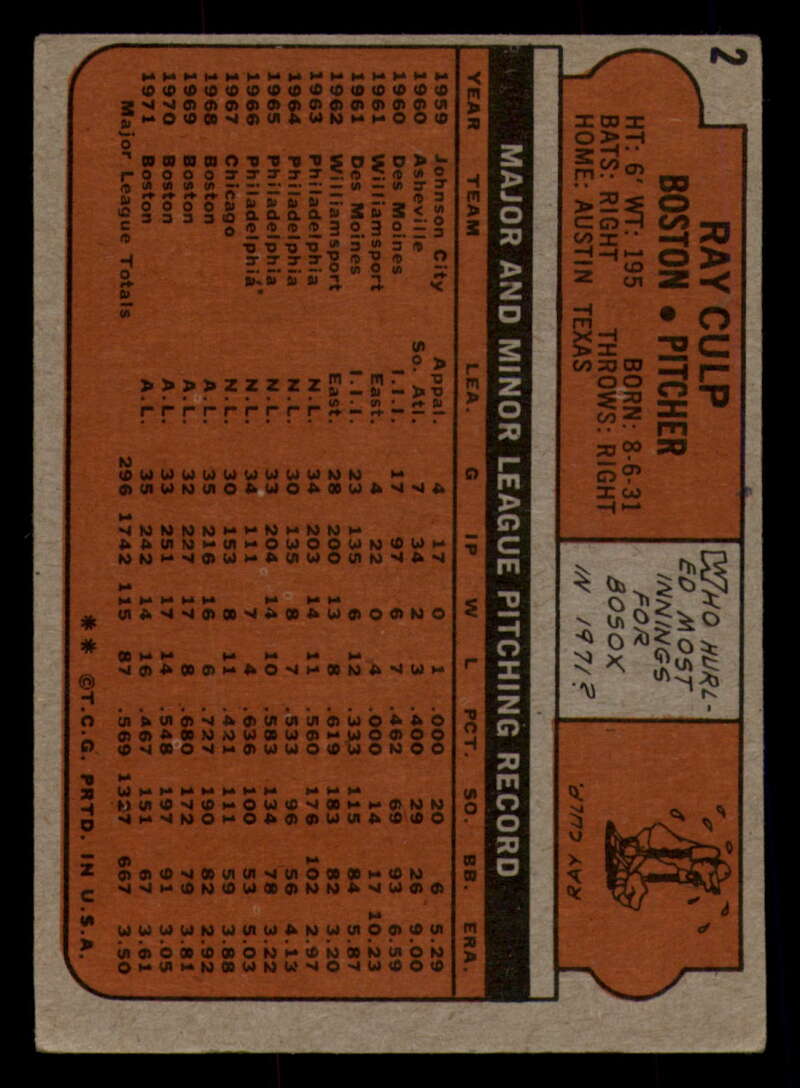 2
RAY CULP
BOSTON • PITCHER
HT: 6' WT: 195 BORN: 8-6-31
BATS: RIGHT THROWS: RIGHT
HOME: AUSTIN TEXAS
WHO HURL-
ED MOST
INNINGS
FOR
BOSOX
IN 1971?
RAY CULP.
MAJOR AND MINOR LEAGUE PITCHING RECORD
YEAR TEAM LEA. G IP W L PCT. SO. BB. ERA.
1959 Johnson City Appal. 4 17 0 1 .000 20 6 5.29
1960 Asheville So. Atl. 7 34 2 3 .400 29 26 9.00
1960 Des Moines I.I.I. 17 97 6 7 .462 69 93 6.59
1961 Williamsport East. 4 22 0 4 .000 14 17 10.23
1961 Des Moines I.I.I. 23 135 6 12 .333 115 84 5.87
1962 Williamsport East. 28 200 13 8 .619 183 82 3.20
1963 Philadelphia N.L. 34 203 14 11 .560 176 102 2.97
1964 Philadelphia N.L. 30 135 8 7 .533 96 56 4.13
1965 Philadelphia N.L. 33 204 14 10 .583 134 78 3.22
1966 Philadelphia N.L. 34 111 7 4 .636 100 53 5.03
1967 Chicago N.L. 30 153 8 11 .421 111 59 3.88
1968 Boston A.L. 35 216 16 6 .727 190 82 2.92
1969 Boston A.L. 32 227 17 8 .680 172 79 3.81
1970 Boston A.L. 33 251 17 14 .548 197 91 3.05
1971 Boston A.L. 35 242 14 16 .467 151 67 3.61
Major League Totals 296 1742 115 87 .569 1327 667 3.50
** ©T.C.G. PRTD. IN U.S.A.